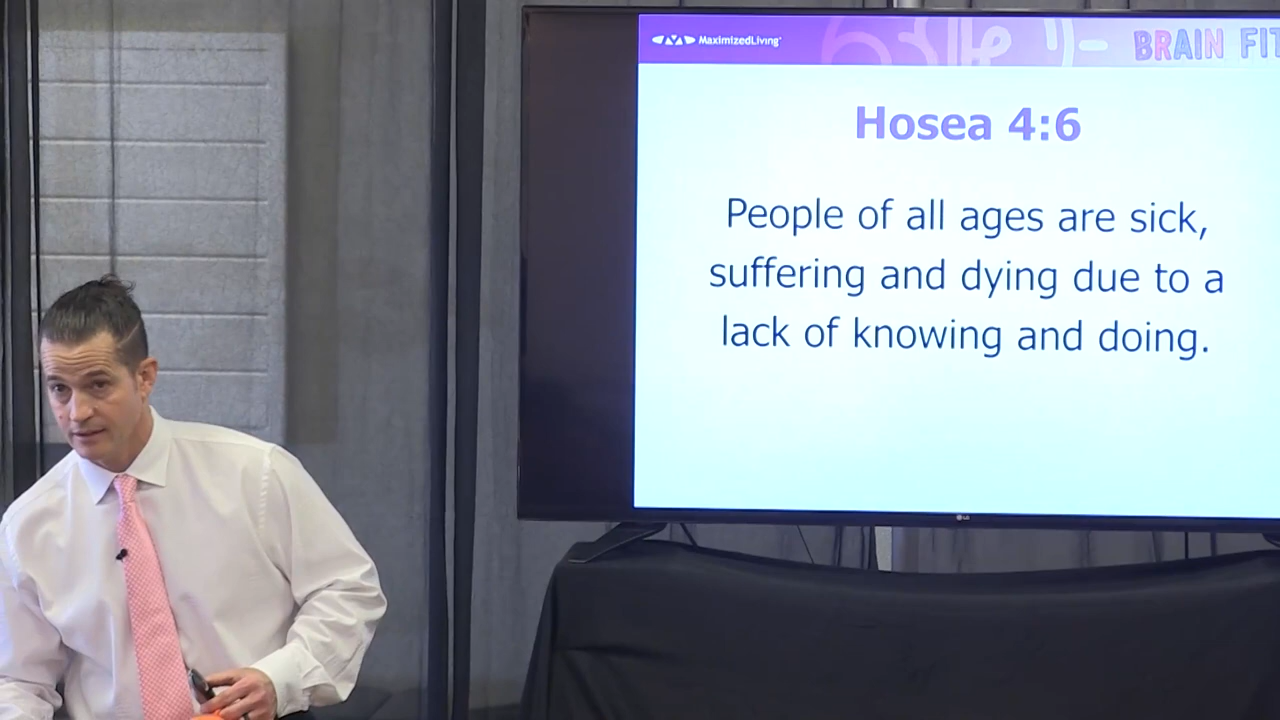 MaximizedLiving
BRAIN FIT
Hosea 4:6
People of all ages are sick,
suffering and dying due to a
lack of knowing and doing.
LG